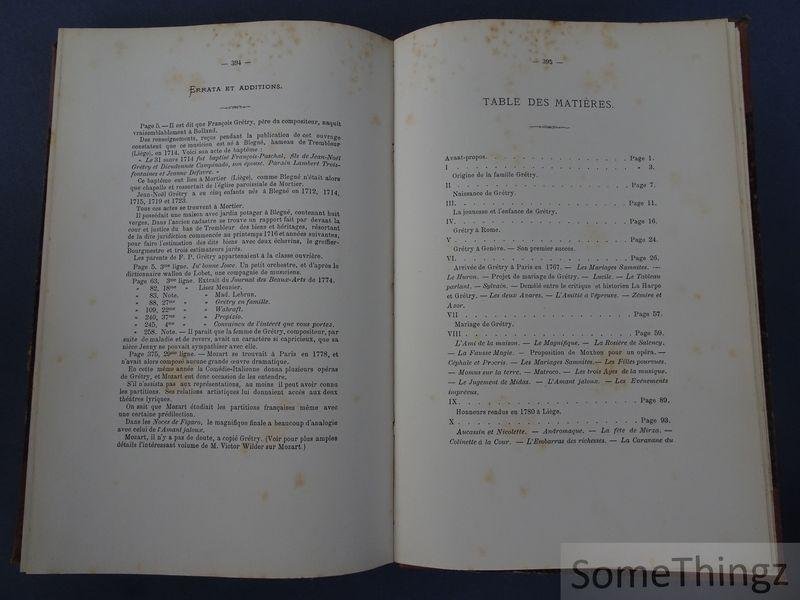 — 394 —
ERRATA ET ADDITIONS.
Page 5. — Il est dit que François Grétry, père du compositeur, naquit
vraisemblablement à Bolland.
Des renseignements, reçus pendant la publication de cet ouvrage
constatent que ce musicien est né à Blegné, hameau de Trembleur
(Liége), en 1714. Voici son acte de baptême :
« Le 31 mars 1714 fut baptisé François-Paschal, fils de Jean-Noël
Grétry et Dieudonnée Campinado, son épouse. Parain Lambert Trois-
fontaines et Jeanne Defavre. »
Ce baptême eut lieu à Mortier (Liége), comme Blegné n'était alors
que chapelle et ressortait de l'église paroissiale de Mortier.
Jean-Noël Grétry a eu cinq enfants nés à Blegné en 1712, 1714,
1715, 1719 et 1723.
Tous ces actes se trouvent à Mortier.
Il possédait une maison avec jardin potager à Blegné, contenant huit
verges. Dans l'ancien cadastre se trouve un rapport fait par devant la
cour et justice du ban de Trembleur des biens et héritages, résortant
de la dire juridiction commencée au printemps 1716 et années suivantes,
pour faire l'estimation des dits biens avec deux échevins, le greffier-
Bourgmestre et trois estimateurs jurés.
Les parents de F. P. Grétry appartenaient à la classe ouvrière.
Page 5, 3me ligne. Jn' bonne Josce. Un petit orchestre, et d'après le
dictionnaire wallon de Lobet, une compagnie de musiciens.
Page 63, 3me ligne. Extrait du Journal des Beaux-Arts de 1774.
» 82, 18me » Lisez Meunier.
» 83. Note. » Mad. Lebrun.
» 88, 27me » » Grétry en famille.
» 109, 22me » » Wahraft.
» 240, 37me » » Propizio.
» 245, 4me » » Convaincu de l'intérêt que vous portez.
» 258. Note. — Il parait que la femme de Grétry, compositeur, par
suite de maladie et de revers, avait un caractère si capricieux, que sa
nièce Jenny ne pouvait sympathiser avec elle.
Page 375, 29me ligne. — Mozart se trouvait à Paris en 1778, et
n'avait alors composé aucune grande œuvre dramatique.
En cette même année la Comédie-Italienne donna plusieurs opéras
de Grétry, et Mozart eut donc occasion de les entendre.
S'il n'assista pas aux représentations, au moins il peut avoir connu
les partitions. Ses relations artistiques lui donnaient accès aux deux
théâtres lyriques.
On sait que Mozart étudiait les partitions françaises même avec
une certaine prédilection.
Dans les Noces de Figaro, le magnifique finale a beaucoup d'analogie
avec celui de l'Amant jaloux.
Mozart, il n'y a pas de doute, a copié Grétry. (Voir pour plus amples
détails l'intéressant volume de M. Victor Wilder sur Mozart.)
— 395 —
TABLE DES MATIÈRES.
Avant-propos. . . . . . . . . . . . . Page 1.
I . . . . . . . . . . . . . » 3.
Origine de la famille Grétry.
II . . . . . . . . . . . . . Page 7.
Naissance de Grétry.
III. . . . . . . . . . . . . Page 11.
La jeunesse et l'enfance de Grétry.
IV. . . . . . . . . . . . . Page 16.
Grétry à Rome.
V . . . . . . . . . . . . . Page 24.
Grétry à Genève. — Son premier succès.
VI. . . . . . . . . . . . . Page 26.
Arrivée de Grétry à Paris en 1767. — Les Mariages Samnites. —
Le Huron. — Projet de mariage de Grétry. — Lucile. — Le Tableau
parlant. — Sylvain. — Démêlé entre le critique et historien La Harpe
et Grétry. — Les deux Avares. — L'Amitié à l'épreuve. — Zémire et
Azor.
VII . . . . . . . . . . . . . Page 57.
Mariage de Grétry.
VIII . . . . . . . . . . . . . Page 59.
L'Ami de la maison. — Le Magnifique. — La Rosière de Salency.
— La Fausse Magie. — Proposition de Moxhon pour un opéra. —
Céphale et Procris. — Les Mariages Samnites. — Les Filles pourvues.
— Momus sur la terre. — Matroco. — Les trois Ages de la musique.
— Le Jugement de Midas. — L'Amant jaloux. — Les Evénements
imprévus.
IX. . . . . . . . . . . . . Page 89.
Honneurs rendus en 1780 à Liége.
X . . . . . . . . . . . . . Page 93.
Aucassin et Nicolette. — Andromaque. — La fête de Mirza. —
Colinette à la Cour. — L'Embarras des richesses. — La Caravane du
SomeThingz